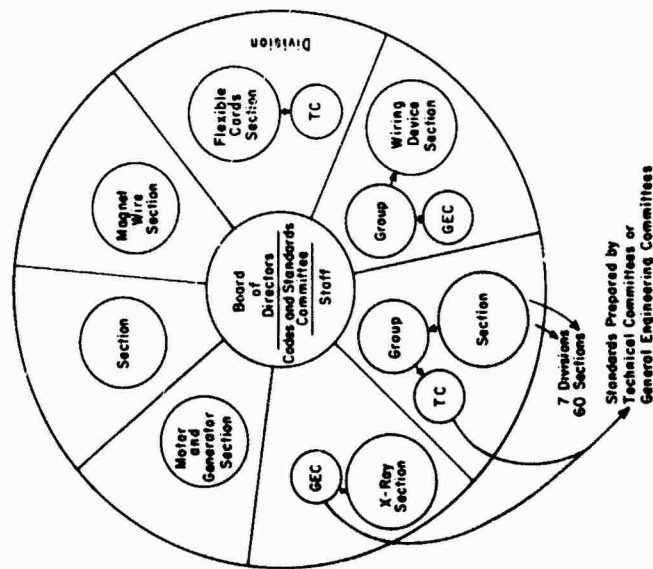 Division
Flexible
Cards
Section
TC
Magnet
Wire
Section
Wiring
Device
Section
Group
GEC
Board
of
Directors
Codes and Standards
Committee
Staff
Section
Group
Section
TC
Motor
and
Generator
Section
GEC
X-Ray
Section
7 Divisions
60 Sections
Standards Prepared by
Technical Committees or
General Engineering Committees